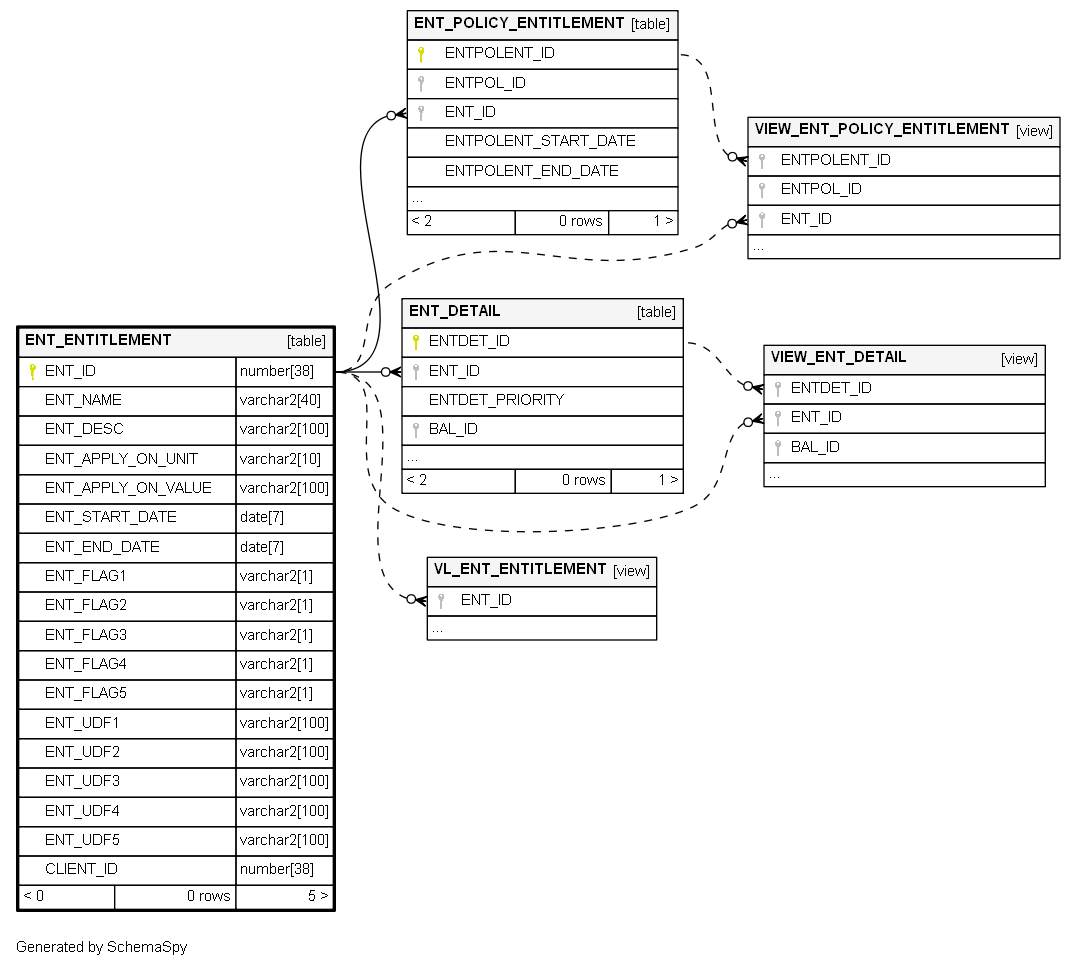 ENT_POLICY_ENTITLEMENT [table]
ENTPOLENT_ID
ENTPOL_ID
ENT_ID
ENTPOLENT_START_DATE
ENTPOLENT_END_DATE
...
< 2 0 rows 1 >
VIEW_ENT_POLICY_ENTITLEMENT [view]
ENTPOLENT_ID
ENTPOL_ID
ENT_ID
...
ENT_DETAIL [table]
ENTDET_ID
ENT_ID
ENTDET_PRIORITY
BAL_ID
...
< 2 0 rows 1 >
VIEW_ENT_DETAIL [view]
ENTDET_ID
ENT_ID
BAL_ID
...
ENT_ENTITLEMENT [table]
ENT_ID number[38]
ENT_NAME varchar2[40]
ENT_DESC varchar2[100]
ENT_APPLY_ON_UNIT varchar2[10]
ENT_APPLY_ON_VALUE varchar2[100]
ENT_START_DATE date[7]
ENT_END_DATE date[7]
ENT_FLAG1 varchar2[1]
ENT_FLAG2 varchar2[1]
ENT_FLAG3 varchar2[1]
ENT_FLAG4 varchar2[1]
ENT_FLAG5 varchar2[1]
ENT_UDF1 varchar2[100]
ENT_UDF2 varchar2[100]
ENT_UDF3 varchar2[100]
ENT_UDF4 varchar2[100]
ENT_UDF5 varchar2[100]
CLIENT_ID number[38]
< 0 0 rows 5 >
VL_ENT_ENTITLEMENT [view]
ENT_ID
...
Generated by SchemaSpy